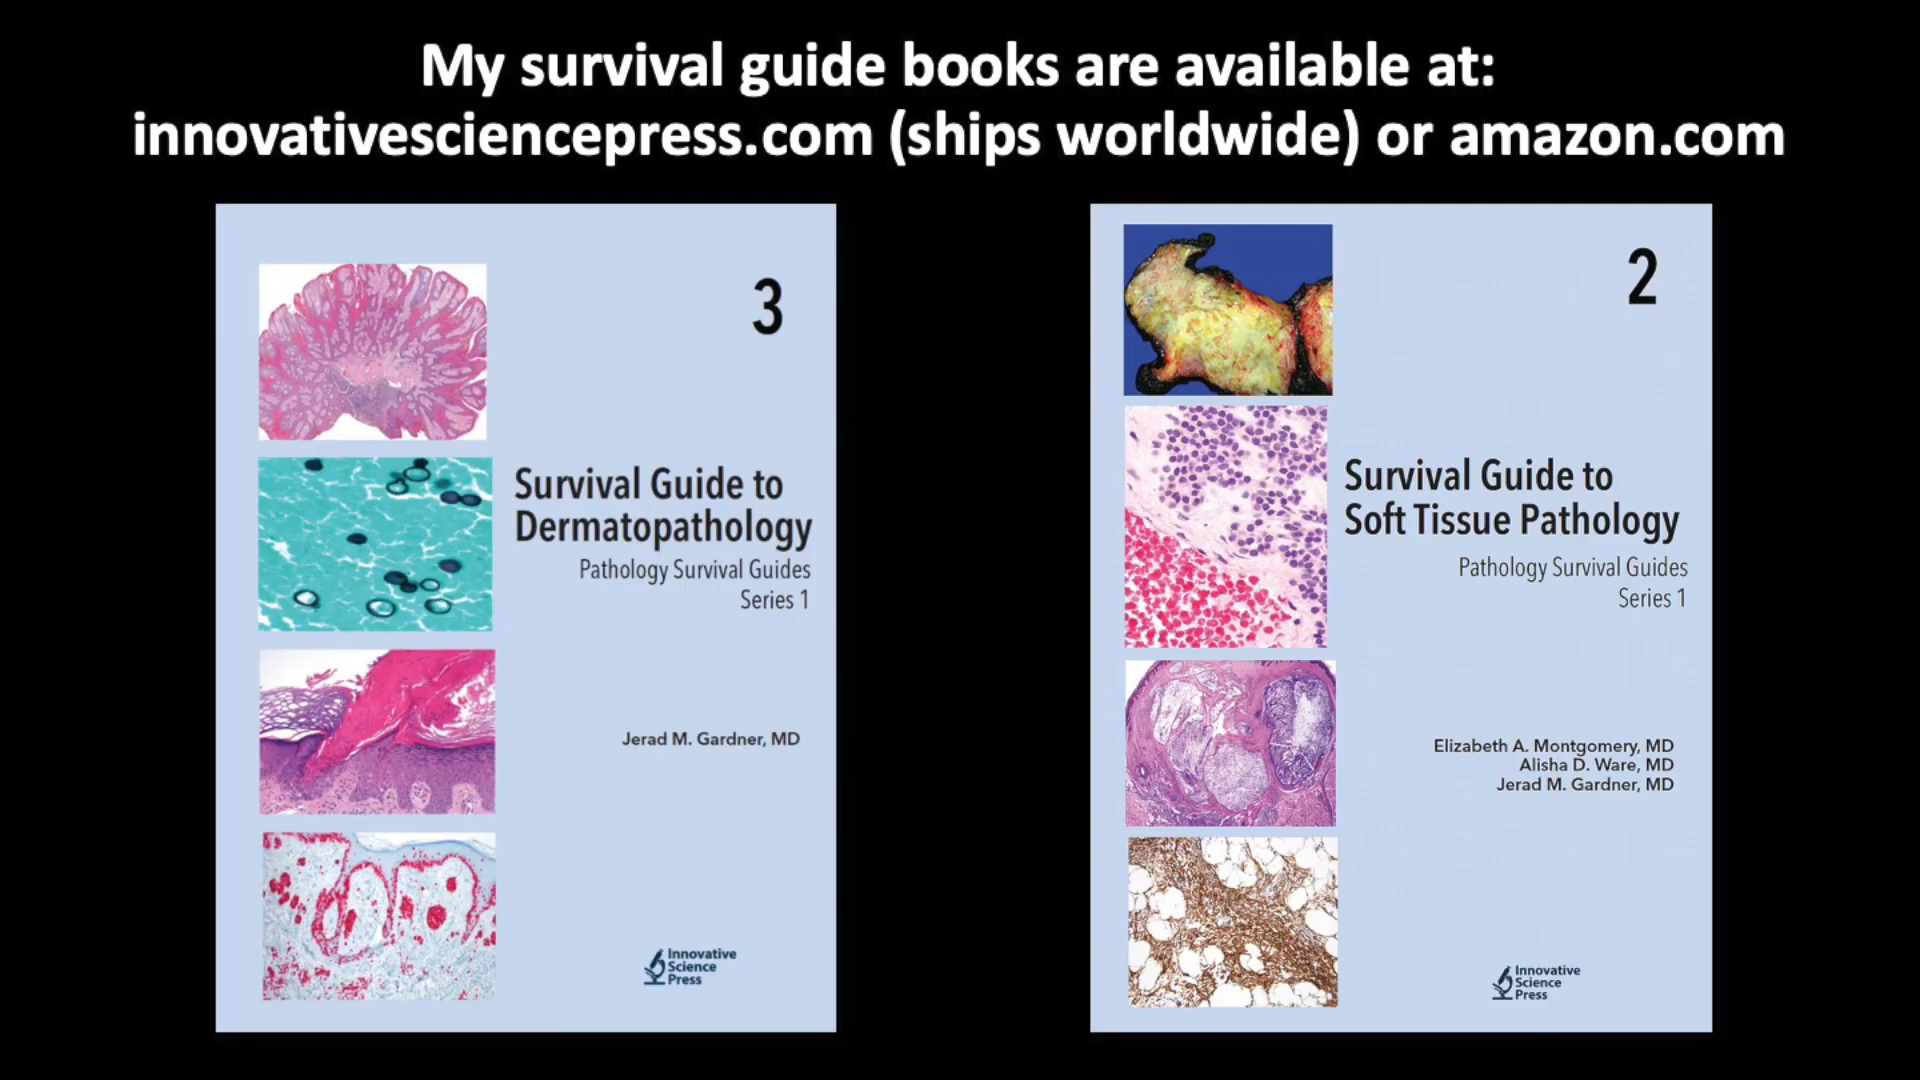 My survival guide books are available at:
innovativesciencepress.com (ships worldwide) or amazon.com
3
Survival Guide to
Dermatopathology
Pathology Survival Guides
Series 1
Jerad M. Gardner, MD
Innovative
Science
Press
2
Survival Guide to
Soft Tissue Pathology
Pathology Survival Guides
Series 1
Elizabeth A. Montgomery, MD
Alisha D. Ware, MD
Jerad M. Gardner, MD
Innovative
Science
Press